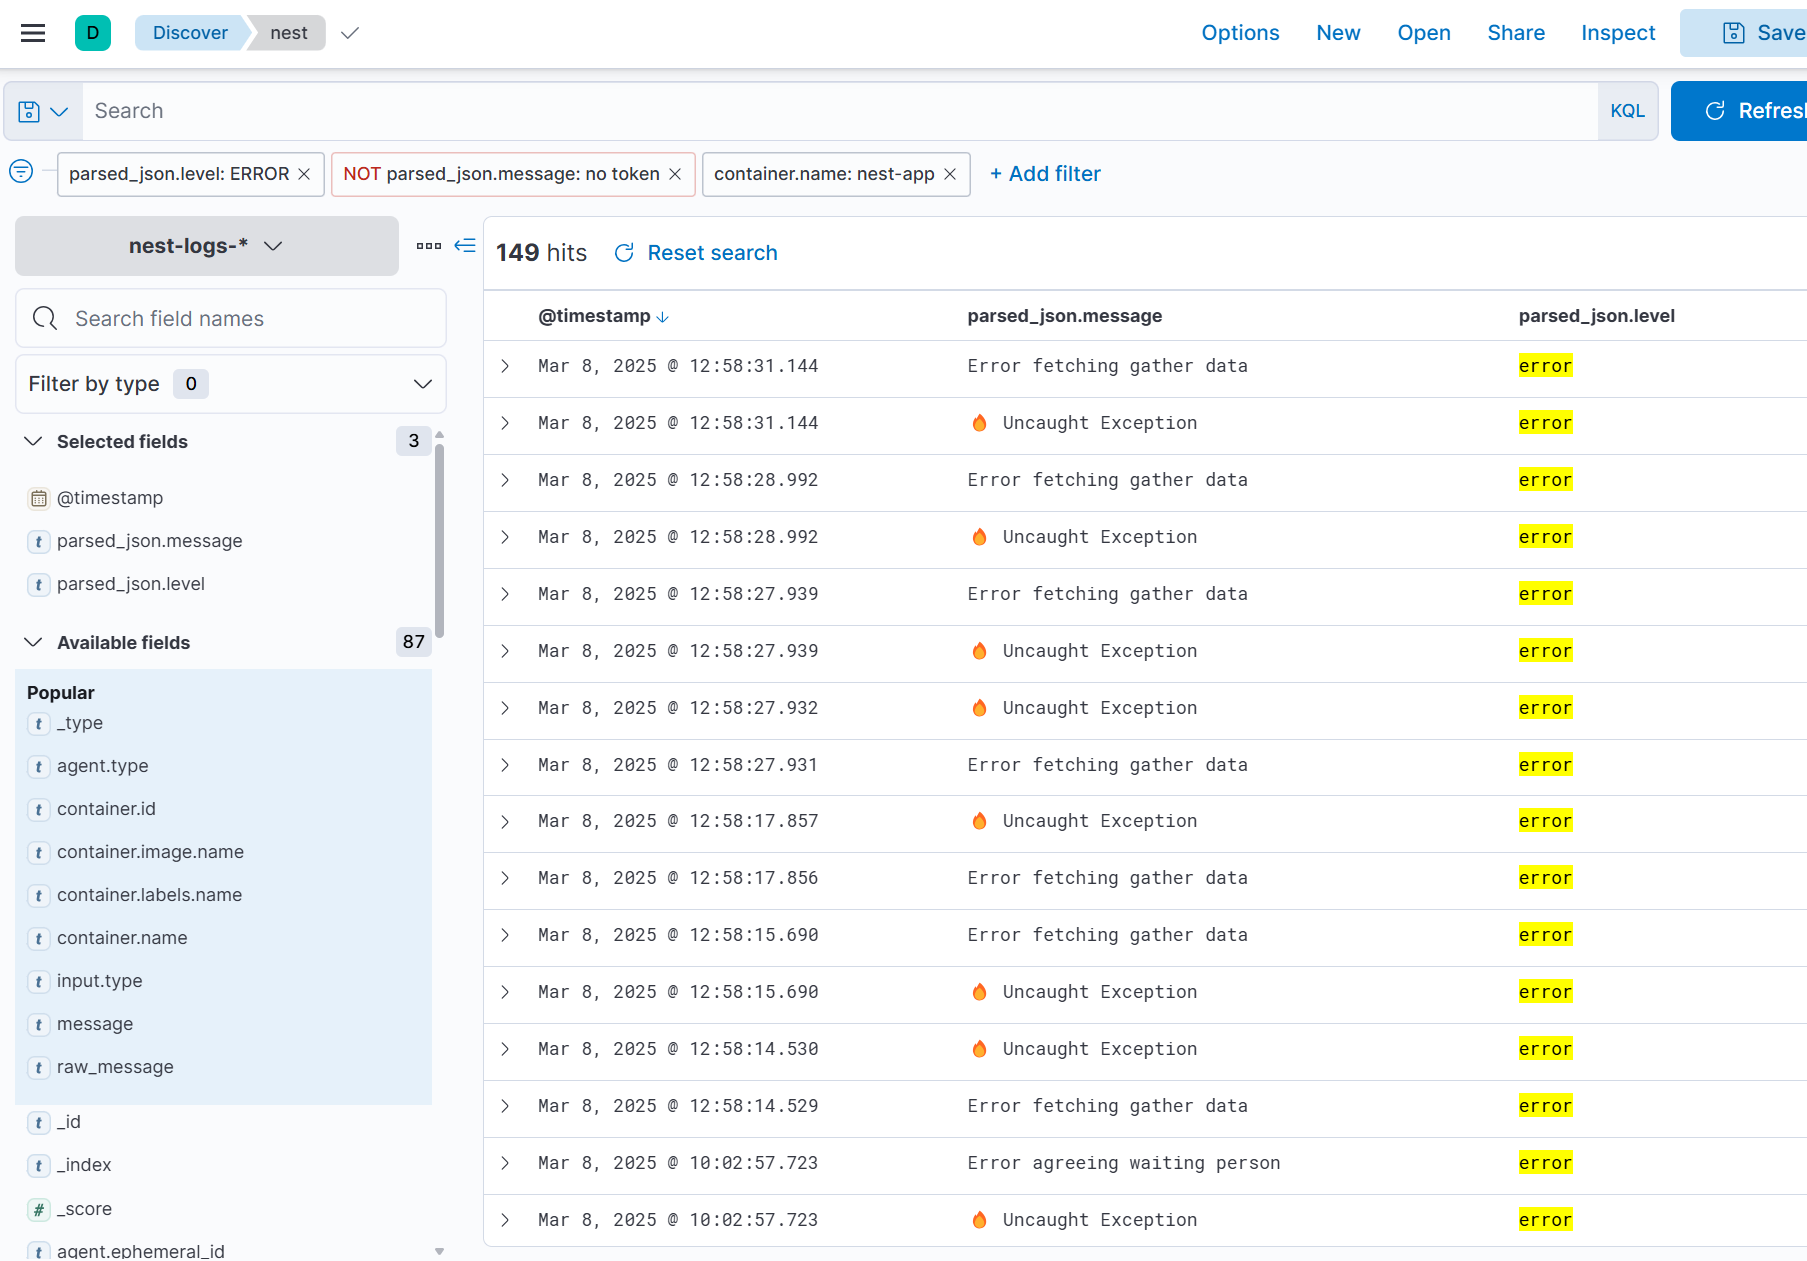 D Discover nest Options New Open Share Inspect Save
Search KQL Refresh
parsed_json.level: ERROR NOT parsed_json.message: no token container.name: nest-app + Add filter
nest-logs-*
Search field names
Filter by type 0
Selected fields 3
@timestamp
t parsed_json.message
t parsed_json.level
Available fields 87
Popular
t _type
t agent.type
t container.id
t container.image.name
t container.labels.name
t container.name
t input.type
t message
t raw_message
t _id
t _index
# _score
t agent.ephemeral_id
149 hits Reset search
@timestamp parsed_json.message parsed_json.level
Mar 8, 2025 @ 12:58:31.144 Error fetching gather data error
Mar 8, 2025 @ 12:58:31.144 🔥 Uncaught Exception error
Mar 8, 2025 @ 12:58:28.992 Error fetching gather data error
Mar 8, 2025 @ 12:58:28.992 🔥 Uncaught Exception error
Mar 8, 2025 @ 12:58:27.939 Error fetching gather data error
Mar 8, 2025 @ 12:58:27.939 🔥 Uncaught Exception error
Mar 8, 2025 @ 12:58:27.932 🔥 Uncaught Exception error
Mar 8, 2025 @ 12:58:27.931 Error fetching gather data error
Mar 8, 2025 @ 12:58:17.857 🔥 Uncaught Exception error
Mar 8, 2025 @ 12:58:17.856 Error fetching gather data error
Mar 8, 2025 @ 12:58:15.690 Error fetching gather data error
Mar 8, 2025 @ 12:58:15.690 🔥 Uncaught Exception error
Mar 8, 2025 @ 12:58:14.530 🔥 Uncaught Exception error
Mar 8, 2025 @ 12:58:14.529 Error fetching gather data error
Mar 8, 2025 @ 10:02:57.723 Error agreeing waiting person error
Mar 8, 2025 @ 10:02:57.723 🔥 Uncaught Exception error